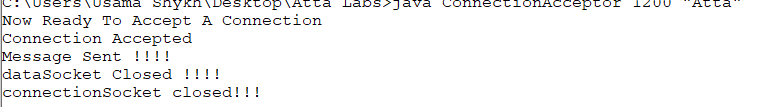 C:\Users\Usama Shykh\Desktop\Atta Labs>java ConnectionAcceptor 1200 "Atta"
Now Ready To Accept A Connection
Connection Accepted
Message Sent !!!!
dataSocket Closed !!!!
connectionSocket closed!!!